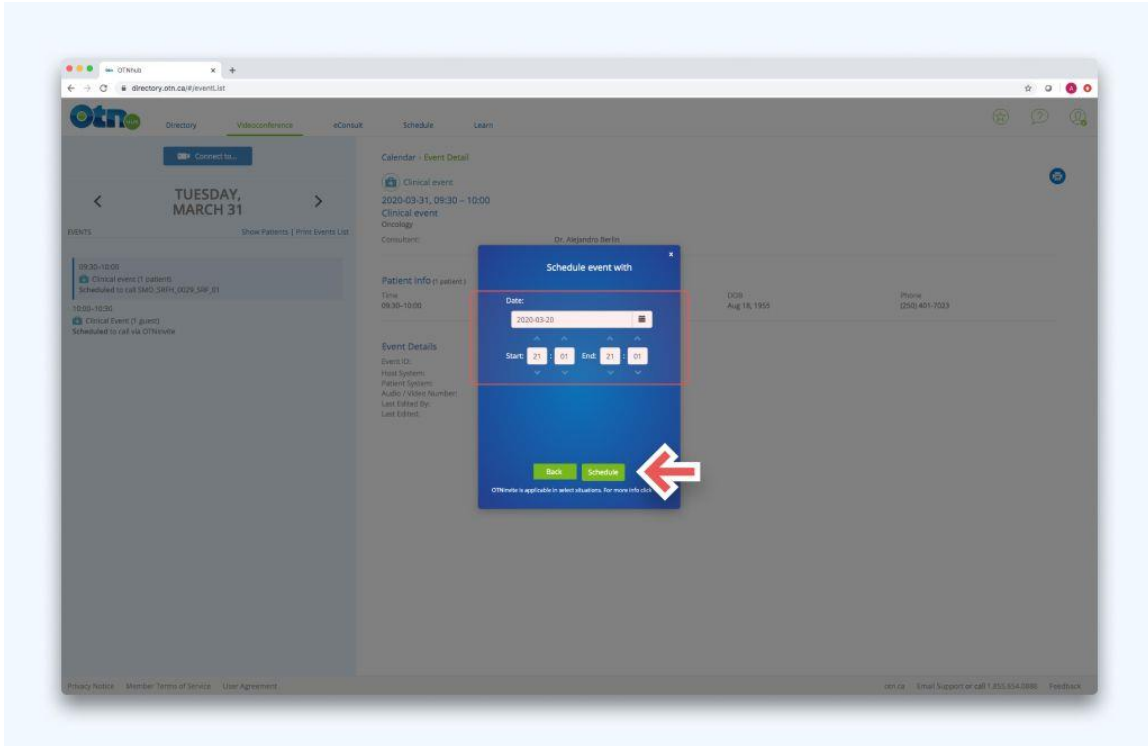 OTNhub
directory.otn.ca/#/eventList
A
otn hub
Directory Videoconference eConsult Schedule Learn
Connect to...
TUESDAY,
MARCH 31
EVENTS Show Patients | Print Events List
09:30–10:00
Clinical event (1 patient)
Scheduled to call SMO_SRFH_0029_SRF_01
10:00–10:30
Clinical Event (1 guest)
Scheduled to call via OTNinvite
Calendar - Event Detail
Clinical event
2020-03-31, 09:30 – 10:00
Clinical event
Oncology
Consultant: Dr. Alejandro Berlin
Patient info (1 patient)
Time DOB Phone
09:30–10:00 Aug 18, 1955 (250) 401-7023
Event Details
Event ID:
Host System:
Patient System:
Audio / Video Number:
Last Edited By:
Last Edited:
x
Schedule event with
Date:
2020-03-20
Start: 21 : 01 End: 21 : 01
Back Schedule
OTNinvite is applicable in select situations. For more info click
Privacy Notice Member Terms of Service User Agreement
otn.ca Email Support or call 1.855.654.0888 Feedback